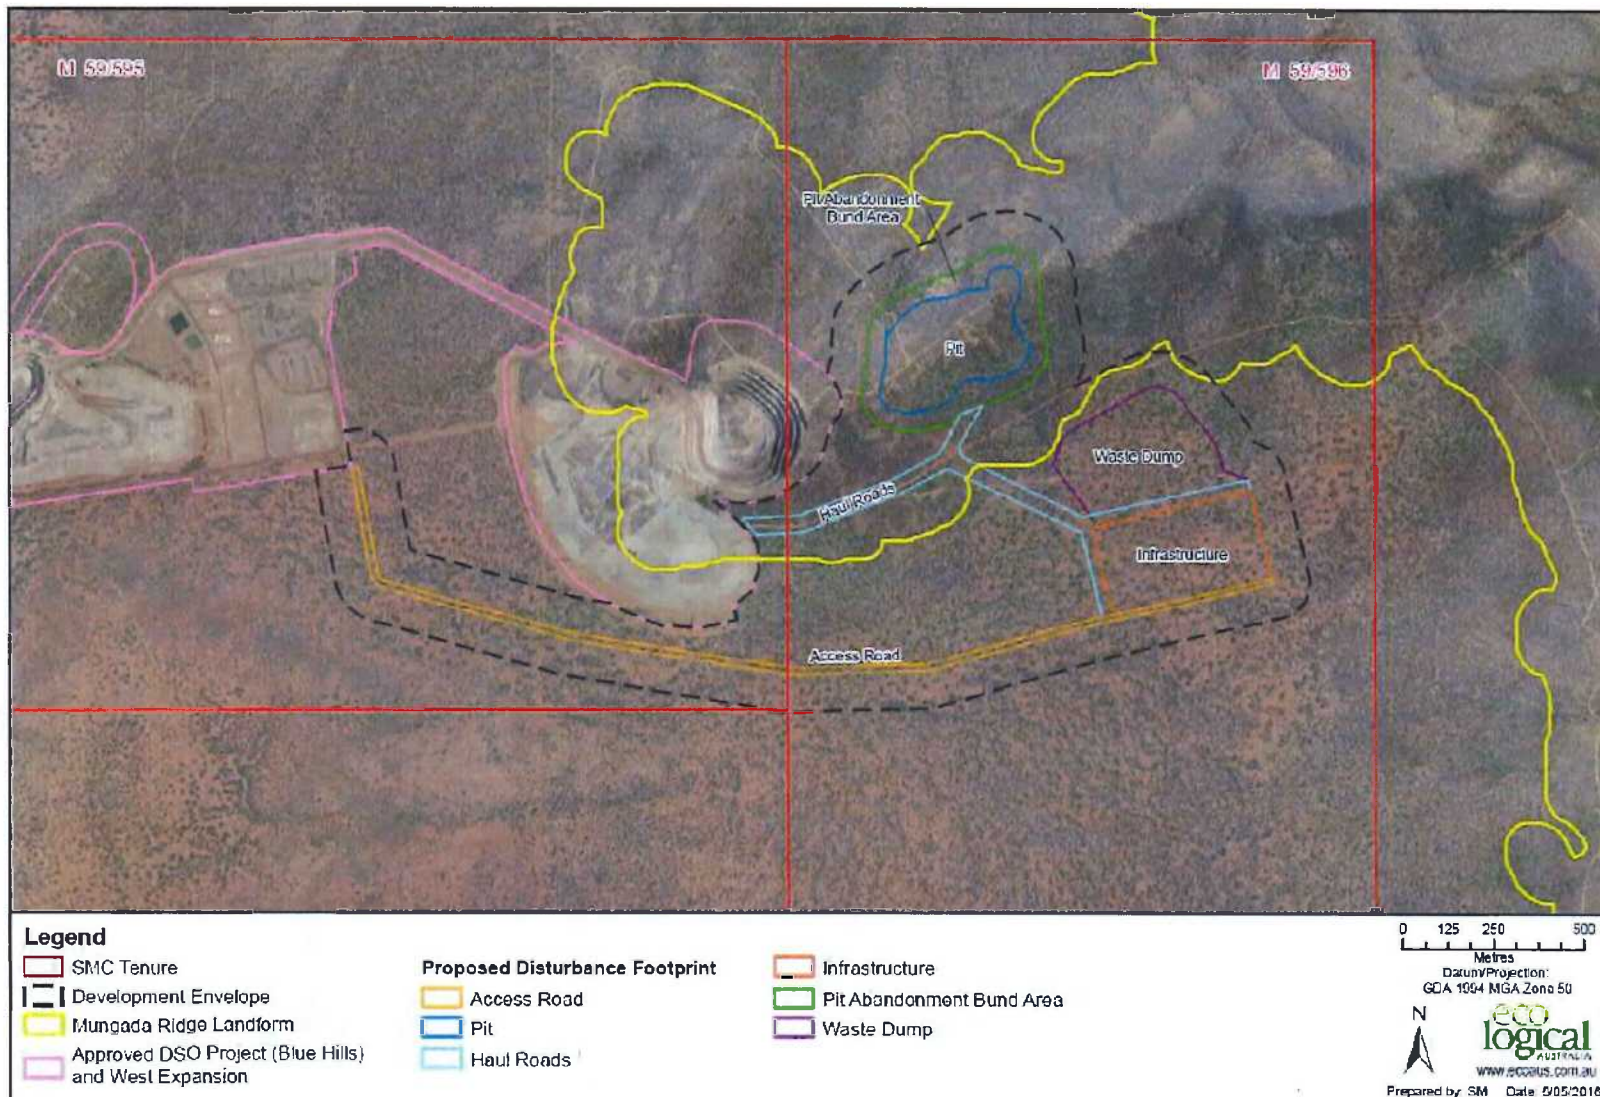 M 59/595
M 59/596
Pit Abandonment
Bund Area
Pit
Waste Dump
Haul Roads
Infrastructure
Access Road
Legend
SMC Tenure
Development Envelope
Mungada Ridge Landform
Approved DSO Project (Blue Hills)
and West Expansion
Proposed Disturbance Footprint
Access Road
Pit
Haul Roads
Infrastructure
Pit Abandonment Bund Area
Waste Dump
0 125 250 500
Metres
Datum/Projection:
GDA 1994 MGA Zone 50
N
eco
logical
AUSTRALIA
www.ecoaus.com.au
Prepared by: SM Date: 5/05/2016